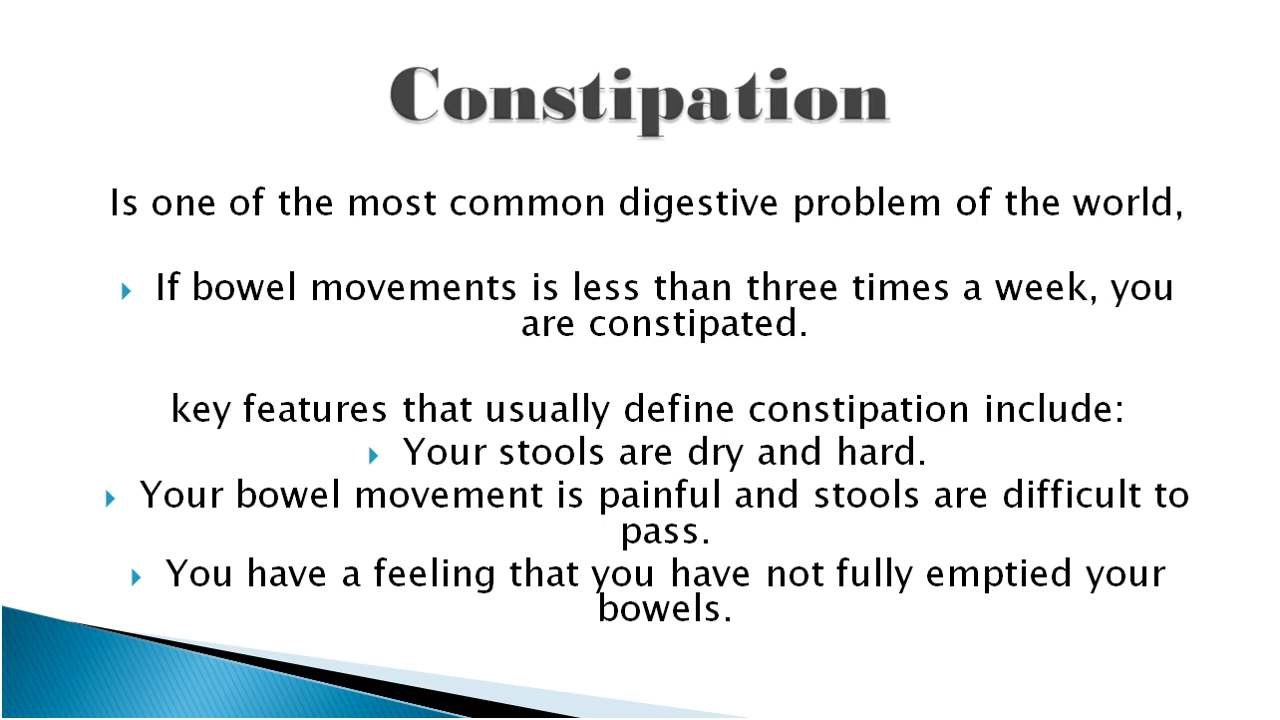 Constipation
Is one of the most common digestive problem of the world,
If bowel movements is less than three times a week, you
are constipated.
key features that usually define constipation include:
Your stools are dry and hard.
Your bowel movement is painful and stools are difficult to
pass.
You have a feeling that you have not fully emptied your
bowels.